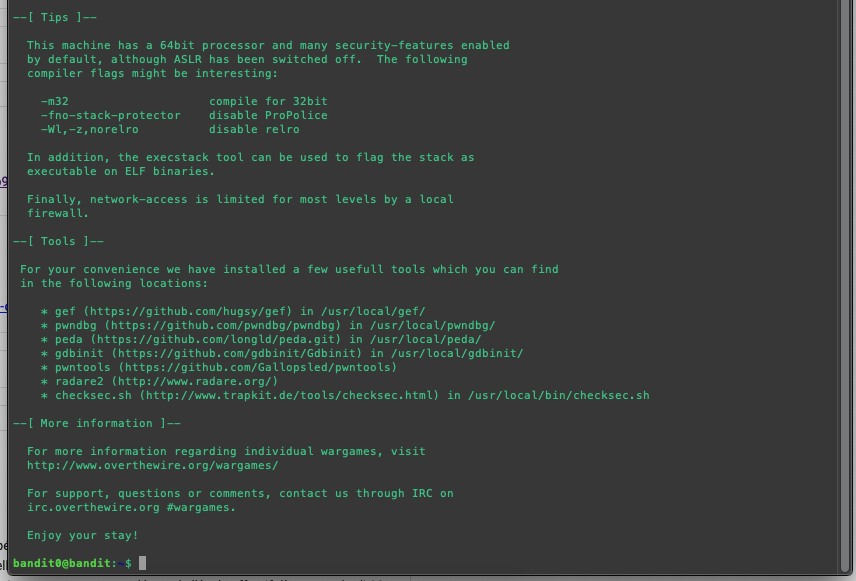 --[ Tips ]--
This machine has a 64bit processor and many security-features enabled
by default, although ASLR has been switched off.  The following
compiler flags might be interesting:
-m32                    compile for 32bit
-fno-stack-protector    disable ProPolice
-Wl,-z,norelro          disable relro
In addition, the execstack tool can be used to flag the stack as
executable on ELF binaries.
Finally, network-access is limited for most levels by a local
firewall.
--[ Tools ]--
For your convenience we have installed a few usefull tools which you can find
in the following locations:
* gef (https://github.com/hugsy/gef) in /usr/local/gef/
* pwndbg (https://github.com/pwndbg/pwndbg) in /usr/local/pwndbg/
* peda (https://github.com/longld/peda.git) in /usr/local/peda/
* gdbinit (https://github.com/gdbinit/Gdbinit) in /usr/local/gdbinit/
* pwntools (https://github.com/Gallopsled/pwntools)
* radare2 (http://www.radare.org/)
* checksec.sh (http://www.trapkit.de/tools/checksec.html) in /usr/local/bin/checksec.sh
--[ More information ]--
For more information regarding individual wargames, visit
http://www.overthewire.org/wargames/
For support, questions or comments, contact us through IRC on
irc.overthewire.org #wargames.
Enjoy your stay!
bandit0@bandit:~$